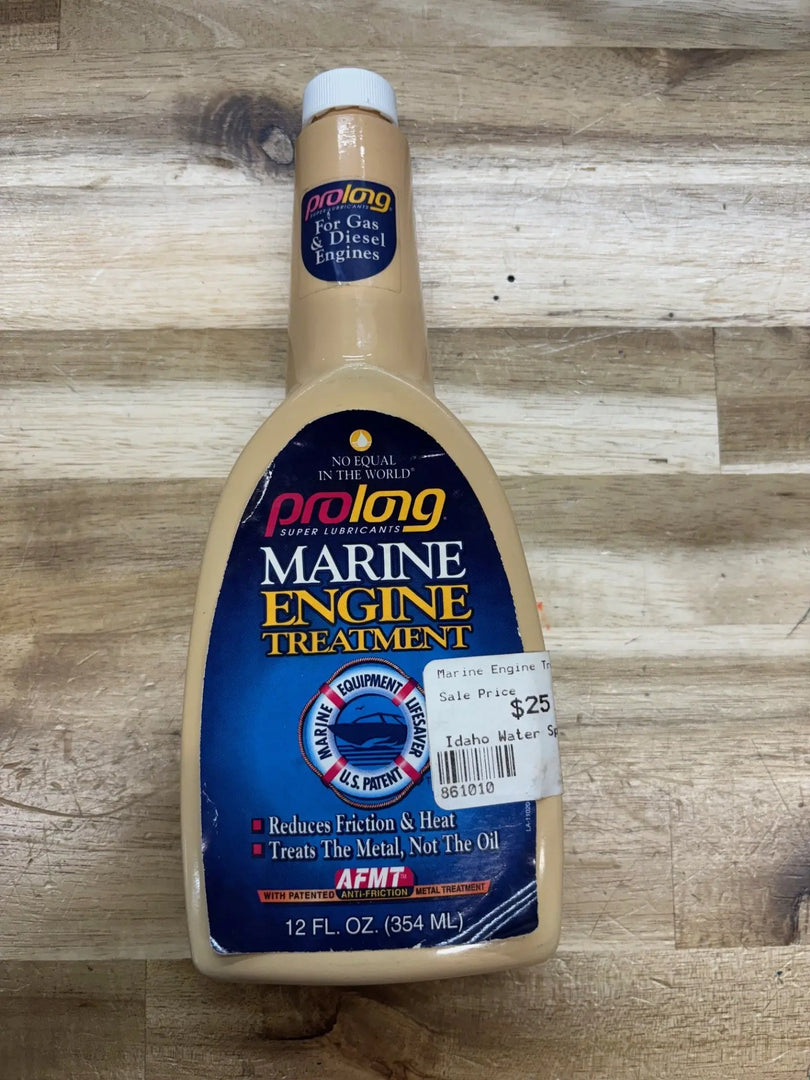 prolong
SUPER LUBRICANTS
For Gas
& Diesel
Engines
NO EQUAL
IN THE WORLD®
prolong®
SUPER LUBRICANTS
MARINE
ENGINE
TREATMENT
MARINE EQUIPMENT LIFESAVER
U.S. PATENT
Marine Engine Tr
Sale Price
$25
Idaho Water Sp
861010
Reduces Friction & Heat
Treats The Metal, Not The Oil
AFMT™
WITH PATENTED ANTI-FRICTION METAL TREATMENT
12 FL. OZ. (354 ML)